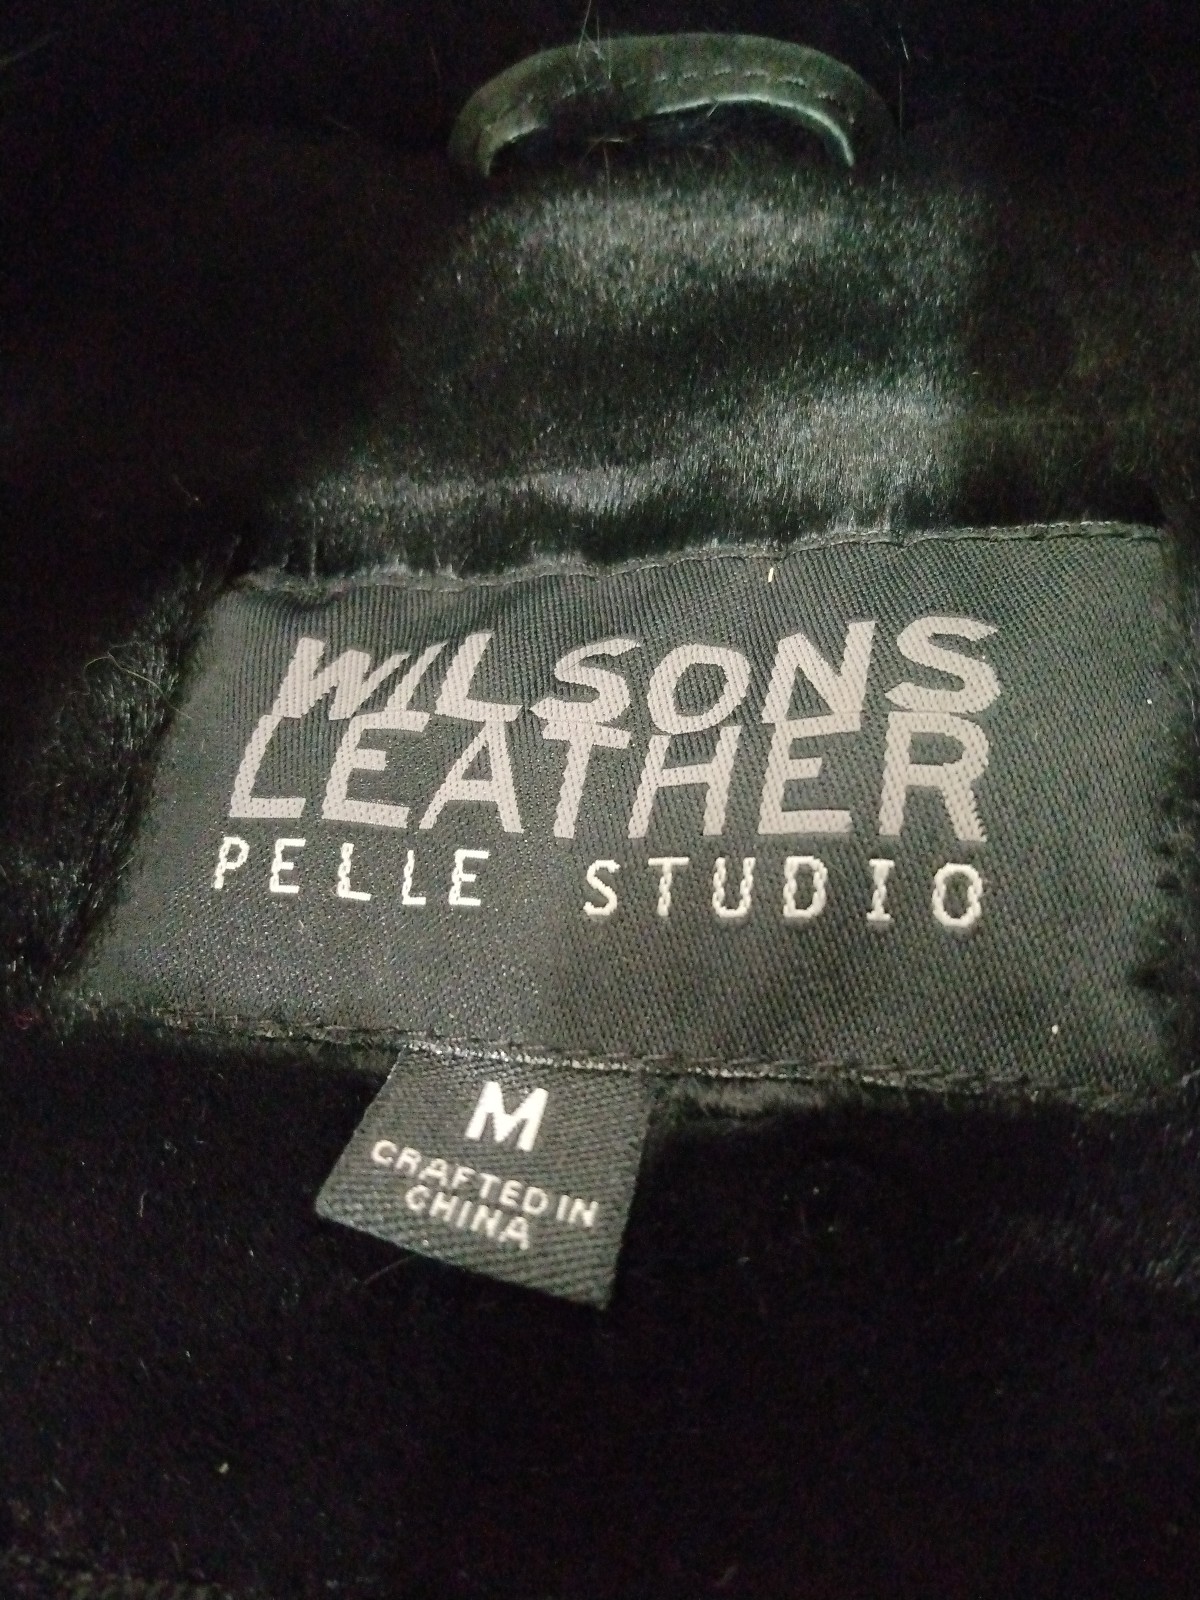 WILSONS
LEATHER
PELLE STUDIO
M
CRAFTED IN
CHINA